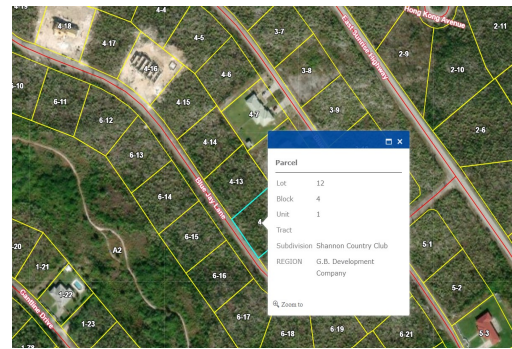 4-18
4-17
4-4
4-5
4-16
4-6
4-15
4-7
4-14
4-13
3-7
3-8
3-9
Hong Kong Avenue
East Sunrise Highway
2-9
2-10
2-11
2-6
6-10
6-11
6-12
6-13
6-14
6-15
6-16
6-17
6-18
6-19
6-21
Blue Jay Lane
A2
1-21
1-22
1-23
Gantline Drive
5-1
5-2
5-3
Parcel
Lot 12
Block 4
Unit 1
Tract
Subdivision Shannon Country Club
REGION G.B. Development
Company
Zoom to